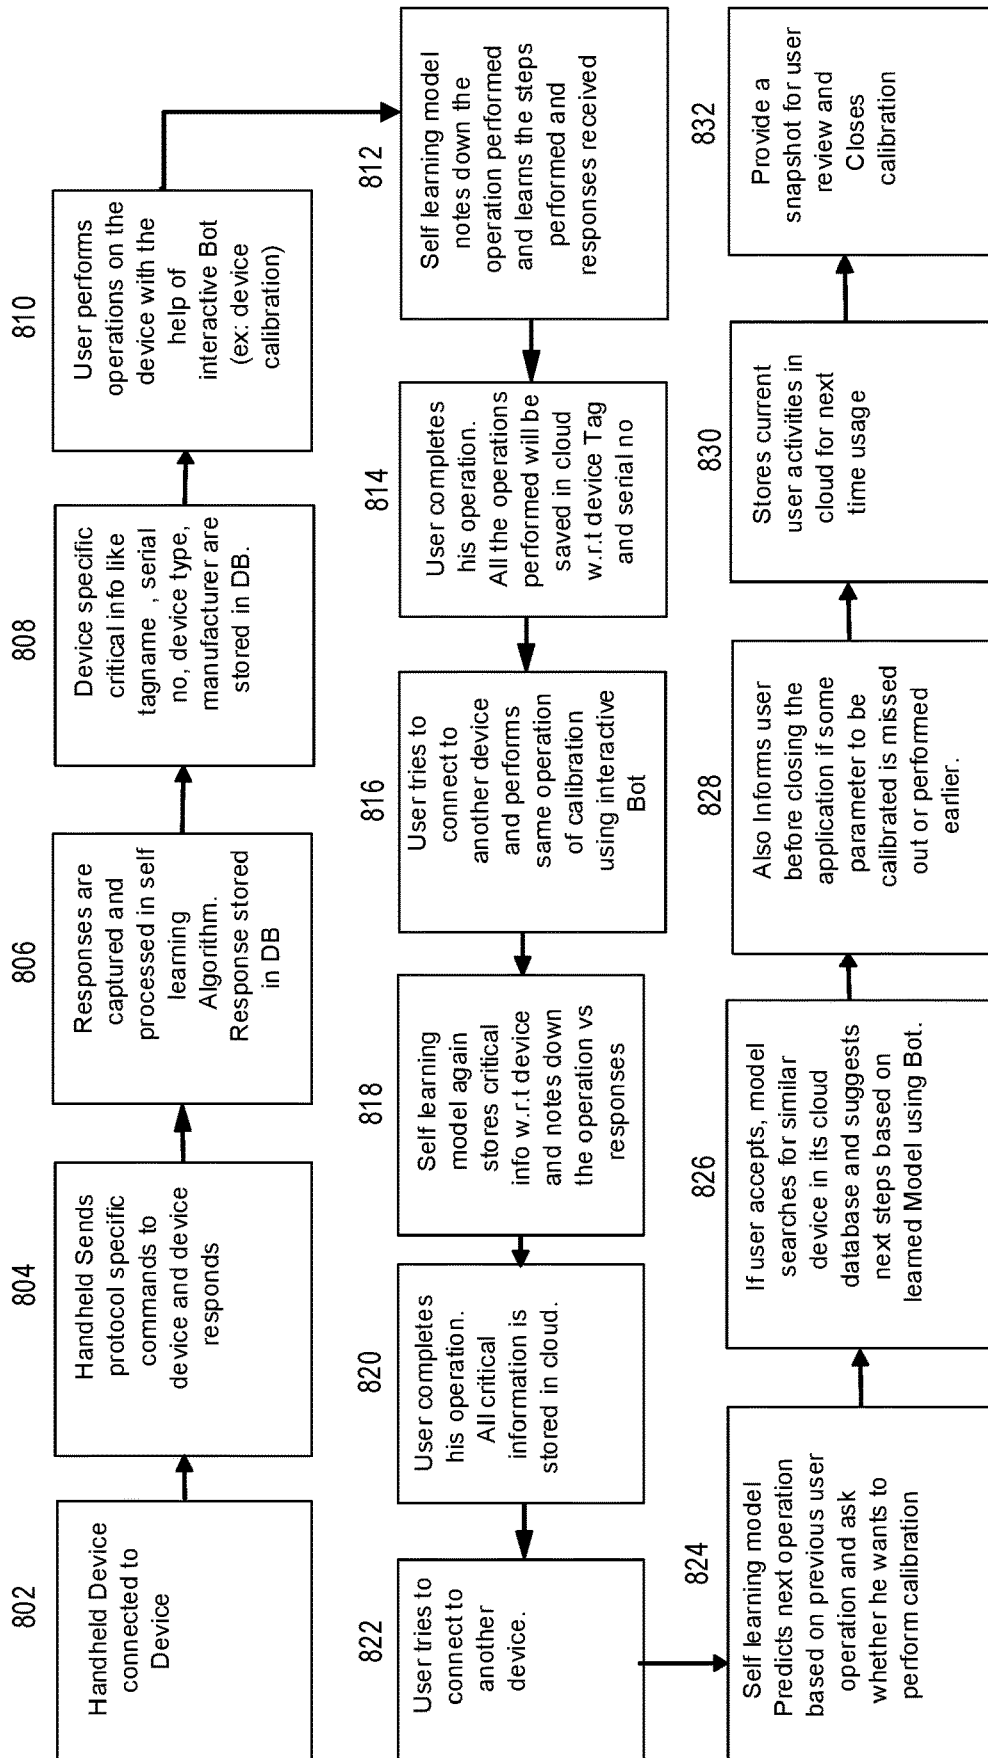 802
Handheld Device
connected to
Device
804
Handheld Sends
protocol specific
commands to
device and device
responds
806
Responses are
captured and
processed in self
learning
Algorithm.
Response stored
in DB
808
Device specific
critical info like
tagname , serial
no, device type,
manufacturer are
stored in DB.
810
User performs
operations on the
device with the
help of
interactive Bot
(ex: device
calibration)
812
Self learning model
notes down the
operation performed
and learns the steps
performed and
responses received
814
User completes
his operation.
All the operations
performed will be
saved in cloud
w.r.t device Tag
and serial no
816
User tries to
connect to
another device
and performs
same operation
of calibration
using interactive
Bot
818
Self learning
model again
stores critical
info w.r.t device
and notes down
the operation vs
responses
820
User completes
his operation.
All critical
information is
stored in cloud.
822
User tries to
connect to
another
device.
824
Self learning model
Predicts next operation
based on previous user
operation and ask
whether he wants to
perform calibration
826
If user accepts, model
searches for similar
device in its cloud
database and suggests
next steps based on
learned Model using Bot.
828
Also Informs user
before closing the
application if some
parameter to be
calibrated is missed
out or performed
earlier.
830
Stores current
user activities in
cloud for next
time usage
832
Provide a
snapshot for user
review and
Closes
calibration